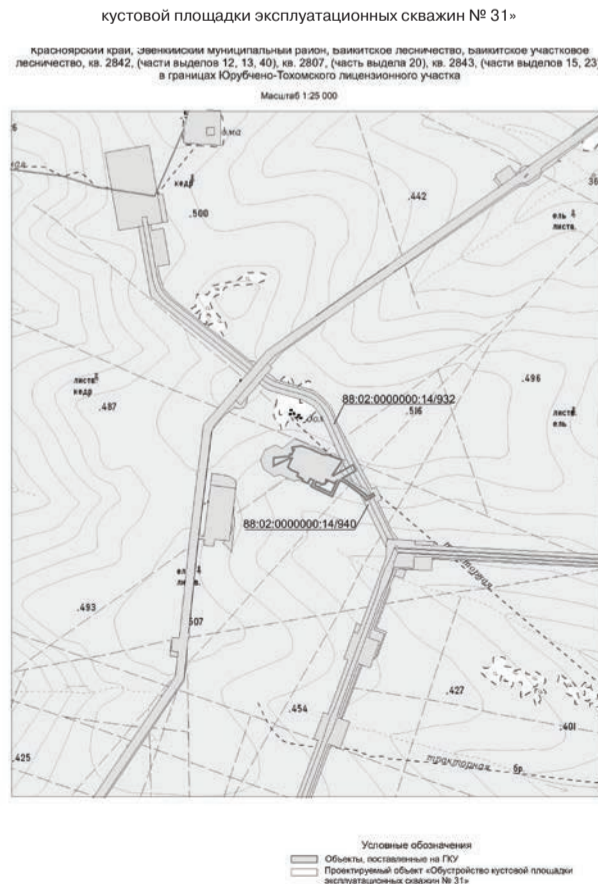 кустовой площадки эксплуатационных скважин № 31»
Красноярский край, Эвенкийский муниципальный район, Байкитское лесничество, Байкитское участковое
лесничество, кв. 2842, (части выделов 12, 13, 40), кв. 2807, (часть выдела 20), кв. 2843, (части выделов 15, 23)
в границах Юрубчено-Тохомского лицензионного участка
Масштаб 1:25 000
кедр
.500
.442
ель
листв.
листв.
кедр
.487
.496
88:02:0000000:14/932
.516
листв.
ель
88:02:0000000:14/940
.493
507
.427
.454
.401
.425
тракторная
бр.
Условные обозначения
Объекты, поставленные на ГКУ
Проектируемый объект «Обустройство кустовой площадки
эксплуатационных скважин № 31»